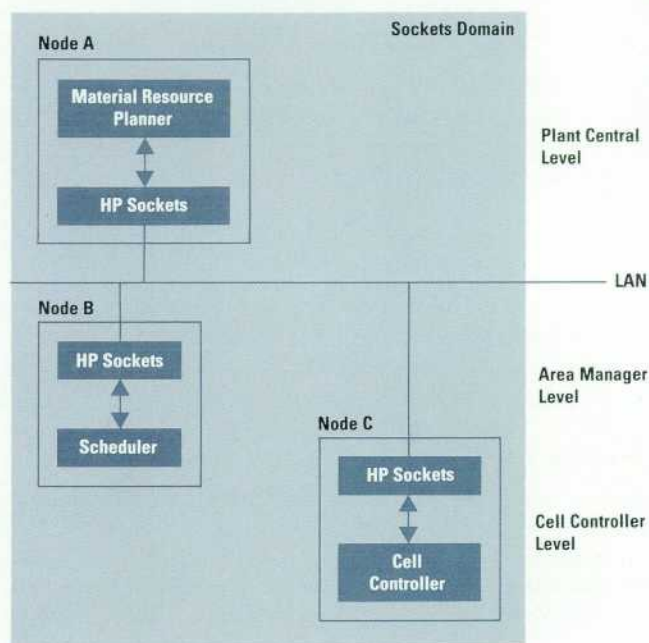 Sockets Domain
Node A
Material Resource
Planner
HP Sockets
Plant Central
Level
LAN
Node B
HP Sockets
Scheduler
Area Manager
Level
Node C
HP Sockets
Cell
Controller
Cell Controller
Level